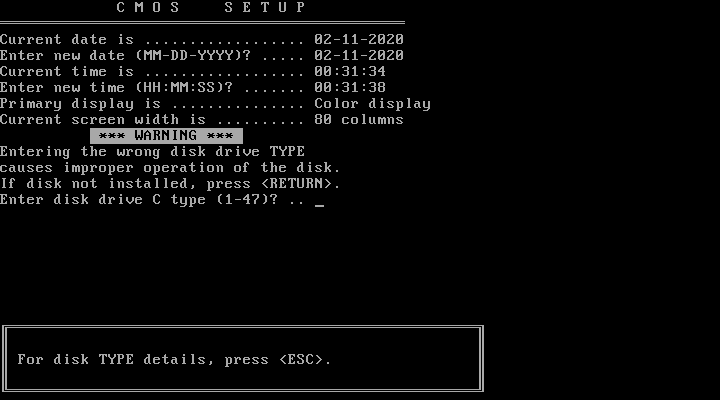 C M O S   S E T U P
Current date is .................. 02-11-2020
Enter new date (MM-DD-YYYY)? ..... 02-11-2020
Current time is .................. 00:31:34
Enter new time (HH:MM:SS)? ....... 00:31:38
Primary display is ............... Color display
Current screen width is .......... 80 columns
*** WARNING ***
Entering the wrong disk drive TYPE
causes improper operation of the disk.
If disk not installed, press <RETURN>.
Enter disk drive C type (1-47)? .. _
For disk TYPE details, press <ESC>.